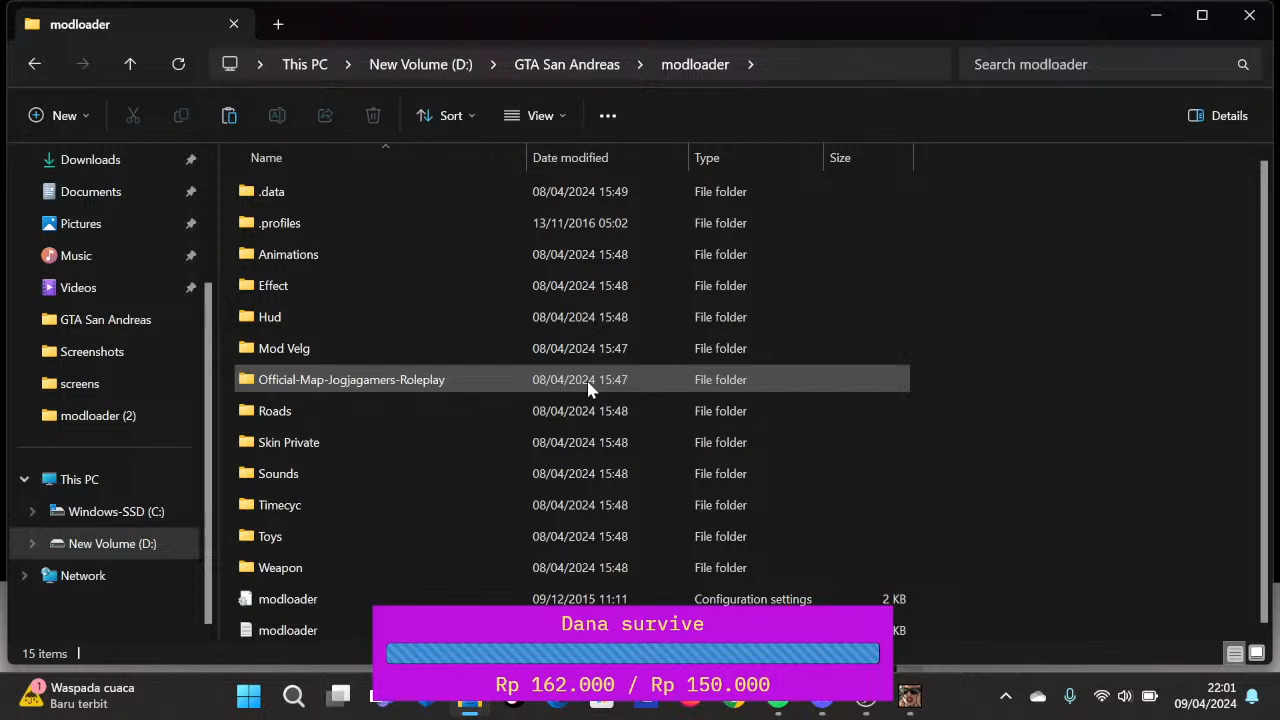 modloader
This PC
New Volume (D:)
GTA San Andreas
modloader
Search modloader
New
Sort
View
Details
Downloads
Documents
Pictures
Music
Videos
GTA San Andreas
Screenshots
screens
modloader (2)
This PC
Windows-SSD (C:)
New Volume (D:)
Network
Name Date modified Type Size
.data 08/04/2024 15:49 File folder
.profiles 13/11/2016 05:02 File folder
Animations 08/04/2024 15:48 File folder
Effect 08/04/2024 15:48 File folder
Hud 08/04/2024 15:48 File folder
Mod Velg 08/04/2024 15:47 File folder
Official-Map-Jogjagamers-Roleplay 08/04/2024 15:47 File folder
Roads 08/04/2024 15:48 File folder
Skin Private 08/04/2024 15:48 File folder
Sounds 08/04/2024 15:48 File folder
Timecyc 08/04/2024 15:48 File folder
Toys 08/04/2024 15:48 File folder
Weapon 08/04/2024 15:48 File folder
modloader 09/12/2015 11:11 Configuration settings 2 KB
modloader KB
15 items
Dana survive
Rp 162.000 / Rp 150.000
1
Waspada cuaca
Baru terbit
22:01
09/04/2024